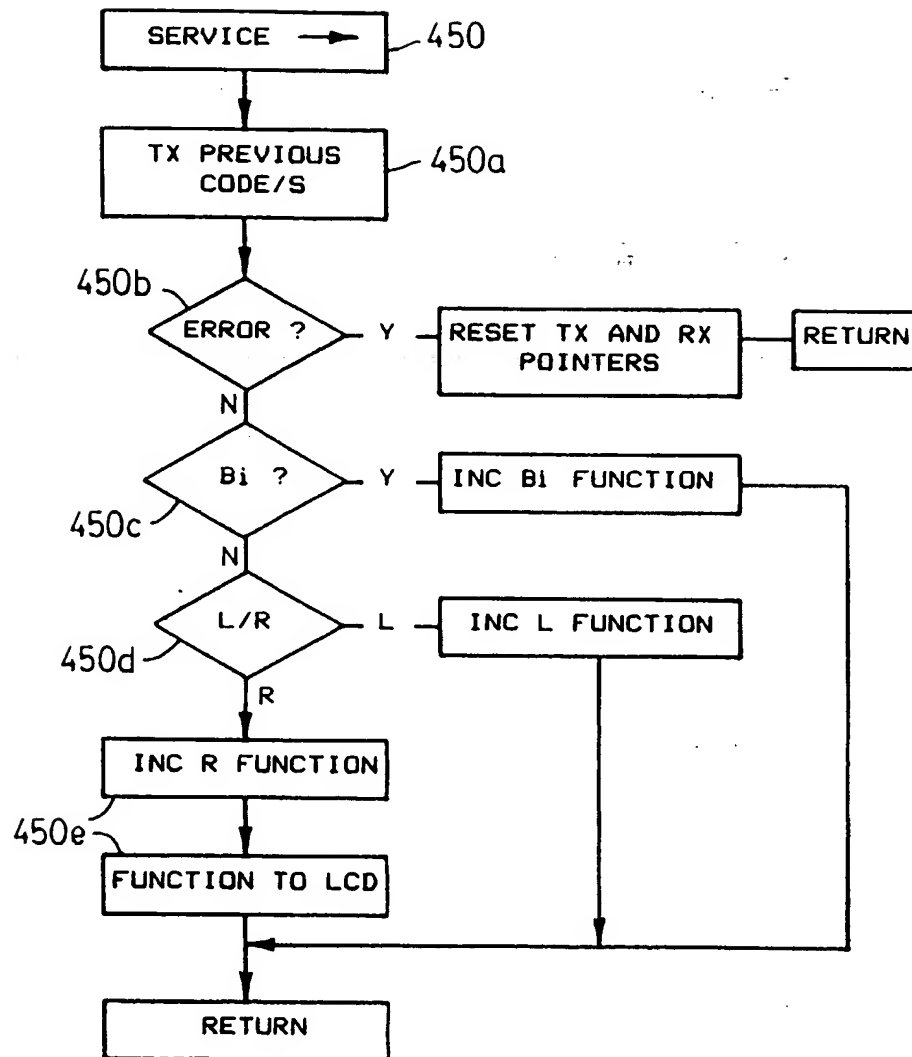 SERVICE → 450
TX PREVIOUS
CODE/S
450a
450b
ERROR ? Y RESET TX AND RX
POINTERS
RETURN
N
Bi ? Y INC Bi FUNCTION
450c
N
L/R L INC L FUNCTION
450d
R
INC R FUNCTION
450e
FUNCTION TO LCD
RETURN